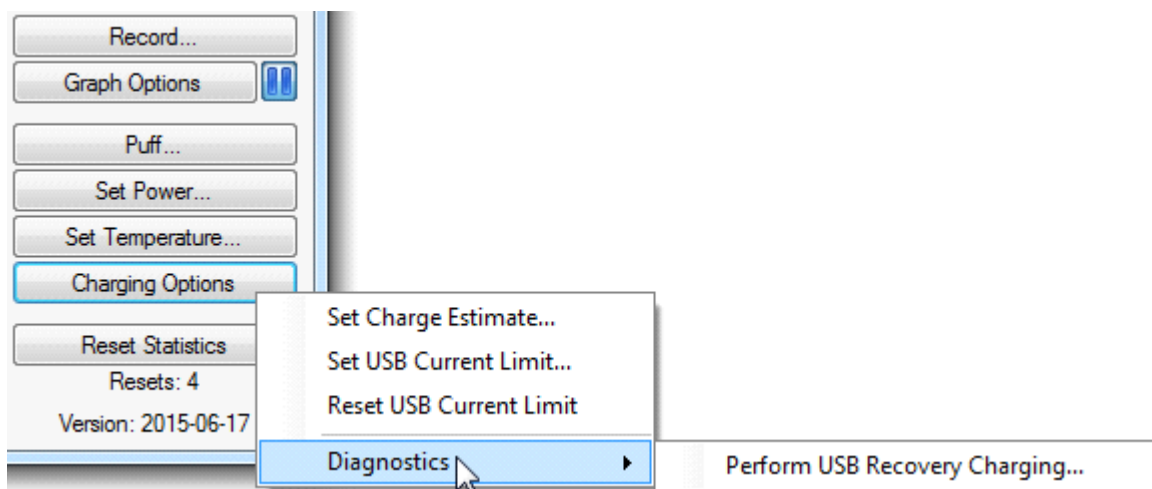 Record...
Graph Options
Puff...
Set Power...
Set Temperature...
Charging Options
Set Charge Estimate...
Set USB Current Limit...
Reset Statistics
Resets: 4
Reset USB Current Limit
Version: 2015-06-17
Diagnostics
Perform USB Recovery Charging...